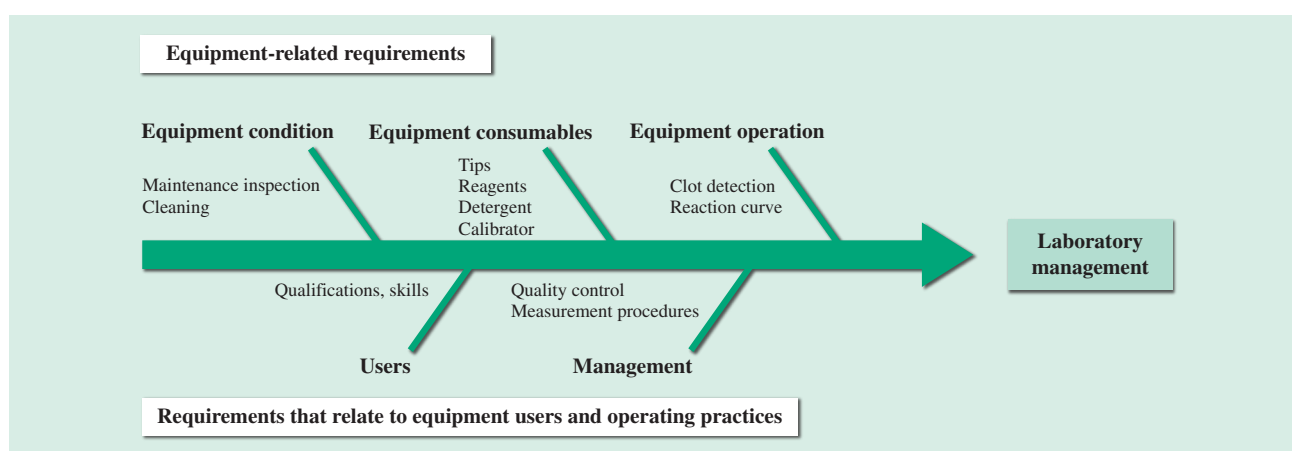 Equipment-related requirements
Equipment condition
Maintenance inspection
Cleaning
Equipment consumables
Tips
Reagents
Detergent
Calibrator
Equipment operation
Clot detection
Reaction curve
Laboratory
management
Qualifications, skills
Users
Quality control
Measurement procedures
Management
Requirements that relate to equipment users and operating practices